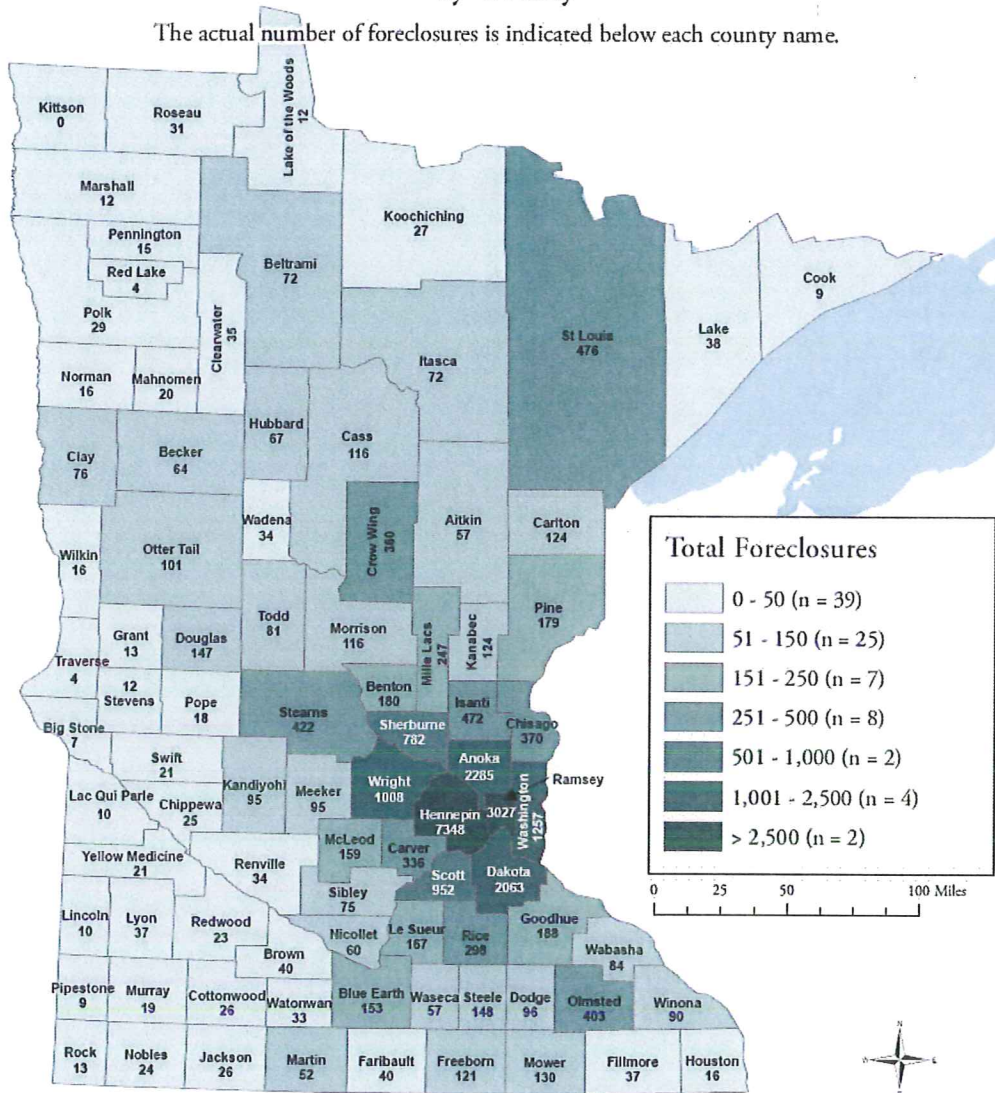 The actual number of foreclosures is indicated below each county name.
Kittson
0
Roseau
31
Lake of the Woods
12
Marshall
12
Pennington
15
Red Lake
4
Polk
29
Clearwater
35
Beltrami
72
Koochiching
27
Itasca
72
St Louis
476
Lake
38
Cook
9
Norman
16
Mahnomen
20
Hubbard
67
Cass
116
Clay
76
Becker
64
Wadena
34
Crow Wing
Aitkin
57
Carlton
124
Wilkin
16
Otter Tail
101
Todd
81
Morrison
116
Mille Lacs
247
Kanabec
124
Pine
179
Grant
13
Douglas
147
Traverse
4
12
Stevens
Pope
18
Stearns
422
Benton
180
Sherburne
782
Isanti
472
Chisago
370
Big Stone
7
Swift
21
Kandiyohi
95
Meeker
95
Wright
1008
Anoka
2285
Ramsey
3027
Hennepin
7348
Washington
1257
Lac Qui Parle
10
Chippewa
25
Yellow Medicine
21
Renville
34
McLeod
159
Carver
336
Scott
952
Dakota
2063
Sibley
75
Lincoln
10
Lyon
37
Redwood
23
Nicollet
60
Le Sueur
167
Rice
298
Goodhue
188
Wabasha
84
Brown
40
Pipestone
9
Murray
19
Cottonwood
26
Watonwan
33
Blue Earth
153
Waseca
57
Steele
148
Dodge
96
Olmsted
403
Winona
90
Rock
13
Nobles
24
Jackson
26
Martin
52
Faribault
40
Freeborn
121
Mower
130
Fillmore
37
Houston
16
Total Foreclosures
0 - 50 (n = 39)
51 - 150 (n = 25)
151 - 250 (n = 7)
251 - 500 (n = 8)
501 - 1,000 (n = 2)
1,001 - 2,500 (n = 4)
> 2,500 (n = 2)
0 25 50 100 Miles
N
W E